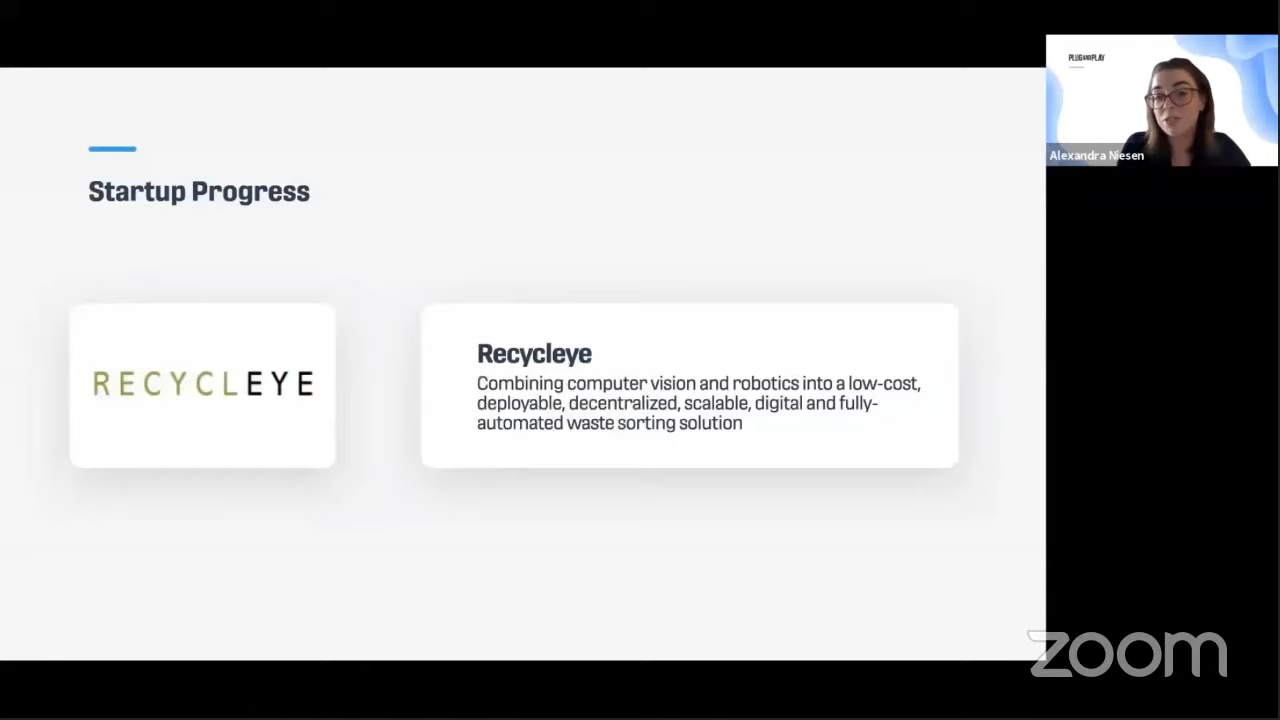 Startup Progress
RECYCLEYE
Recycleye
Combining computer vision and robotics into a low-cost,
deployable, decentralized, scalable, digital and fully-
automated waste sorting solution
PLUGANDPLAY
Alexandra Niesen
zoom